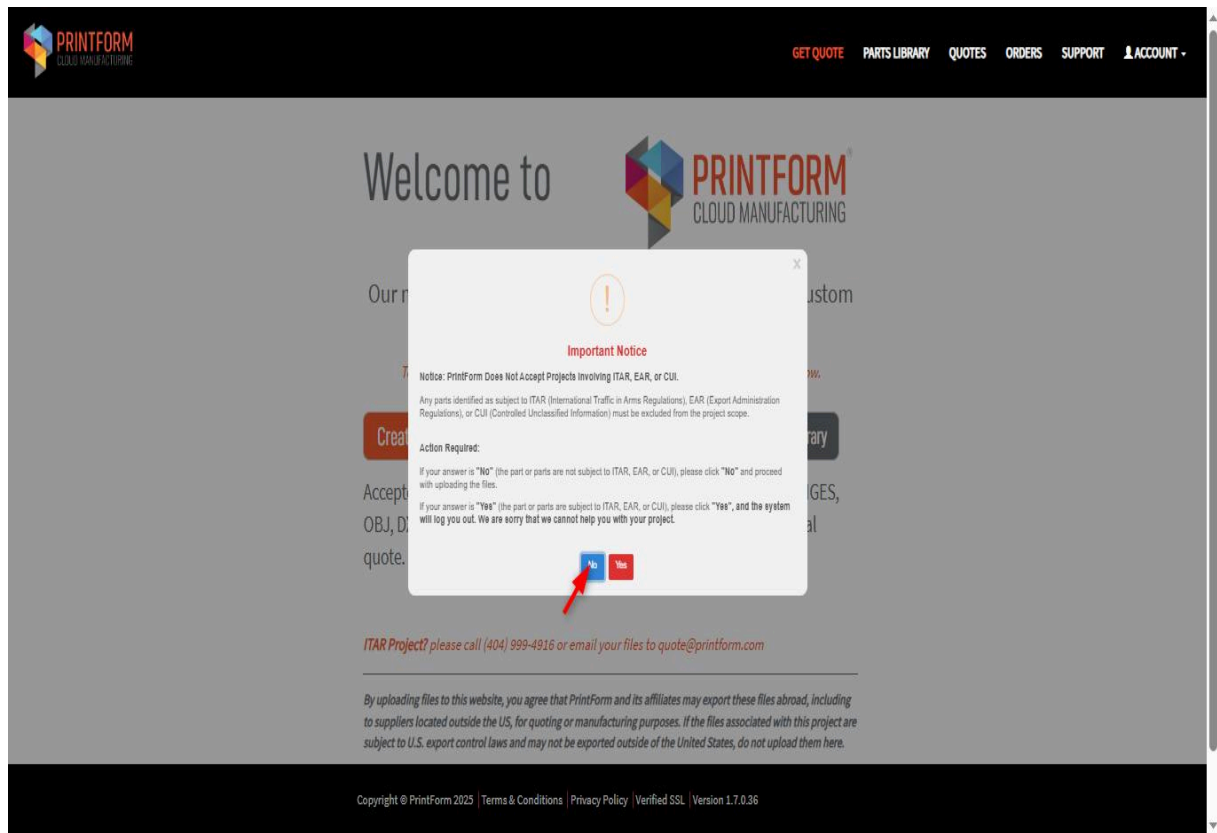 PRINTFORM
CLOUD MANUFACTURING
GET QUOTE PARTS LIBRARY QUOTES ORDERS SUPPORT ACCOUNT
Welcome to
PRINTFORM
CLOUD MANUFACTURING
Our
ustom
x
!
Important Notice
Notice: PrintForm Does Not Accept Projects Involving ITAR, EAR, or CUI.
Any parts identified as subject to ITAR (International Traffic in Arms Regulations), EAR (Export Administration
Regulations), or CUI (Controlled Unclassified Information) must be excluded from the project scope.
Action Required:
If your answer is "No" (the part or parts are not subject to ITAR, EAR, or CUI), please click "No" and proceed
with uploading the files.
If your answer is "Yes" (the part or parts are subject to ITAR, EAR, or CUI), please click "Yes", and the system
will log you out. We are sorry that we cannot help you with your project.
No Yes
ow.
Creat
rary
Accept
IGES,
OBJ, D
al
quote.
ITAR Project? please call (404) 999-4916 or email your files to quote@printform.com
By uploading files to this website, you agree that PrintForm and its affiliates may export these files abroad, including
to suppliers located outside the US, for quoting or manufacturing purposes. If the files associated with this project are
subject to U.S. export control laws and may not be exported outside of the United States, do not upload them here.
Copyright © PrintForm 2025 | Terms & Conditions | Privacy Policy | Verified SSL | Version 1.7.0.36